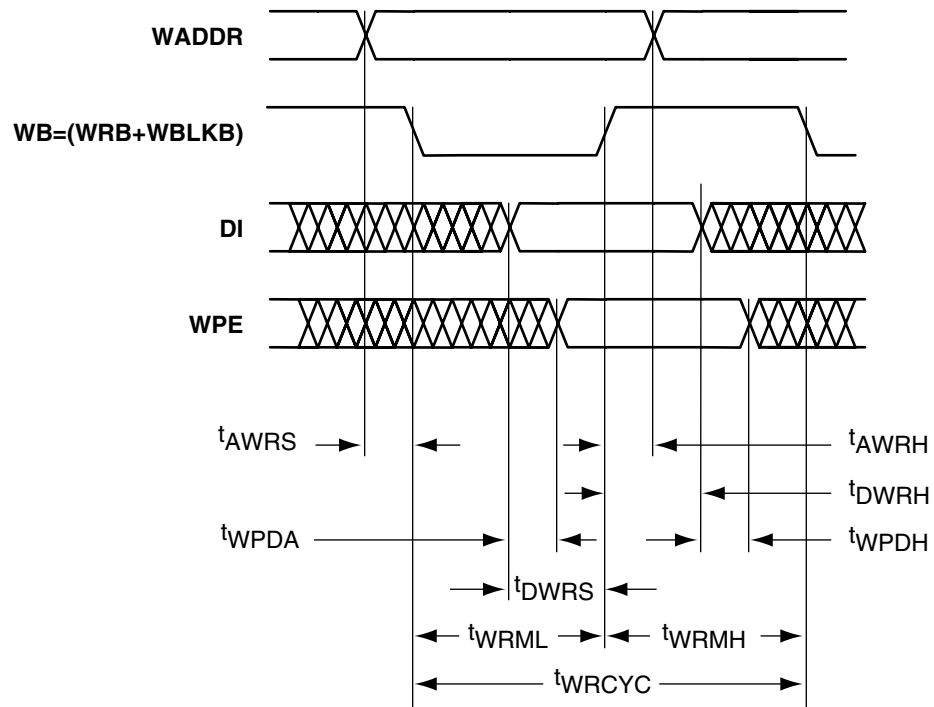 WADDR
WB=(WRB+WBLKB)
DI
WPE
tAWRS
tAWRH
tDWRH
tWPDA
tWPDH
tDWRS
tWRML
tWRMH
tWRCYC